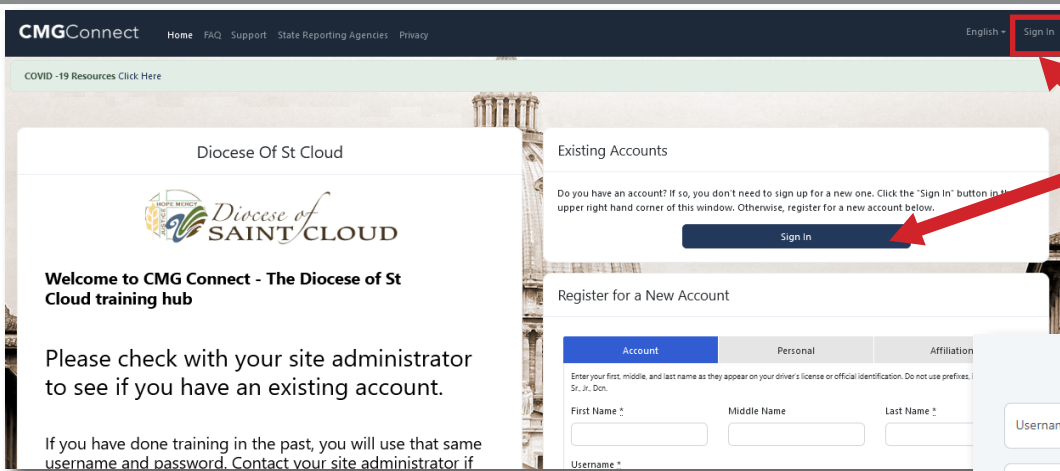 CMGConnect Home FAQ Support State Reporting Agencies Privacy English Sign In
COVID -19 Resources Click Here
Diocese Of St Cloud
HOPE MERCY
JUSTICE
Diocese of
SAINT CLOUD
Welcome to CMG Connect - The Diocese of St
Cloud training hub
Please check with your site administrator
to see if you have an existing account.
If you have done training in the past, you will use that same
username and password. Contact your site administrator if
Existing Accounts
Do you have an account? If so, you don't need to sign up for a new one. Click the "Sign In" button in the
upper right hand corner of this window. Otherwise, register for a new account below.
Sign In
Register for a New Account
Account Personal Affiliation
Enter your first, middle, and last name as they appear on your driver's license or official identification. Do not use prefixes,
Sr., Jr., Dcn.
First Name * Middle Name Last Name *
Username *
Usernam